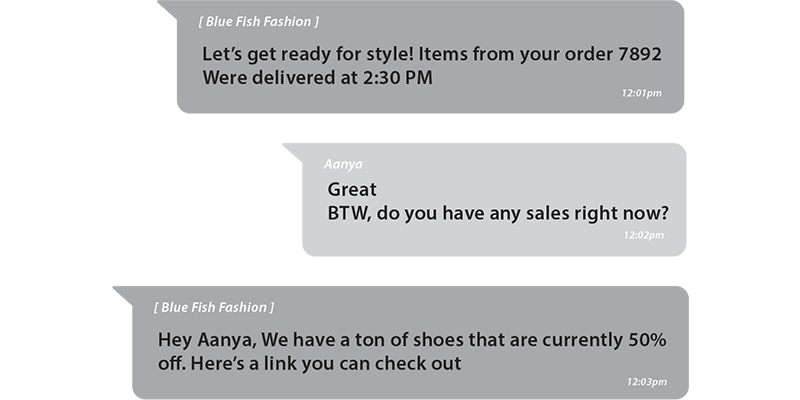 [ Blue Fish Fashion ]
Let’s get ready for style! Items from your order 7892
Were delivered at 2:30 PM
12:01pm
Aanya
Great
BTW, do you have any sales right now?
12:02pm
[ Blue Fish Fashion ]
Hey Aanya, We have a ton of shoes that are currently 50%
off. Here’s a link you can check out
12:03pm